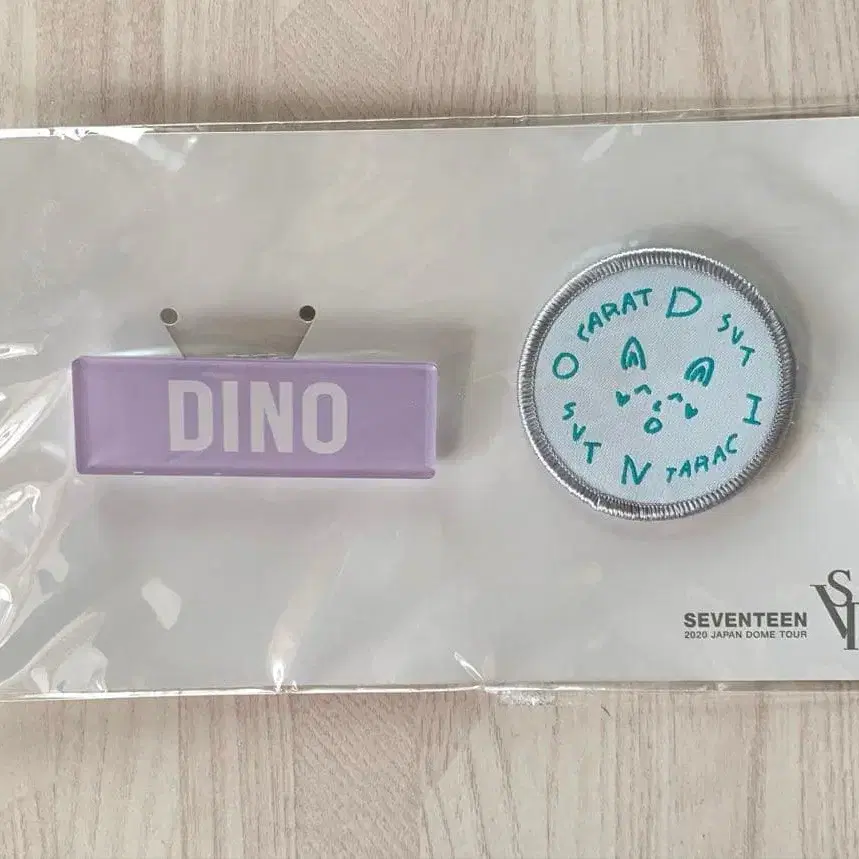 DINO
CARAT D SVT I
O SVT N TARAC
SEVENTEEN
2020 JAPAN DOME TOUR